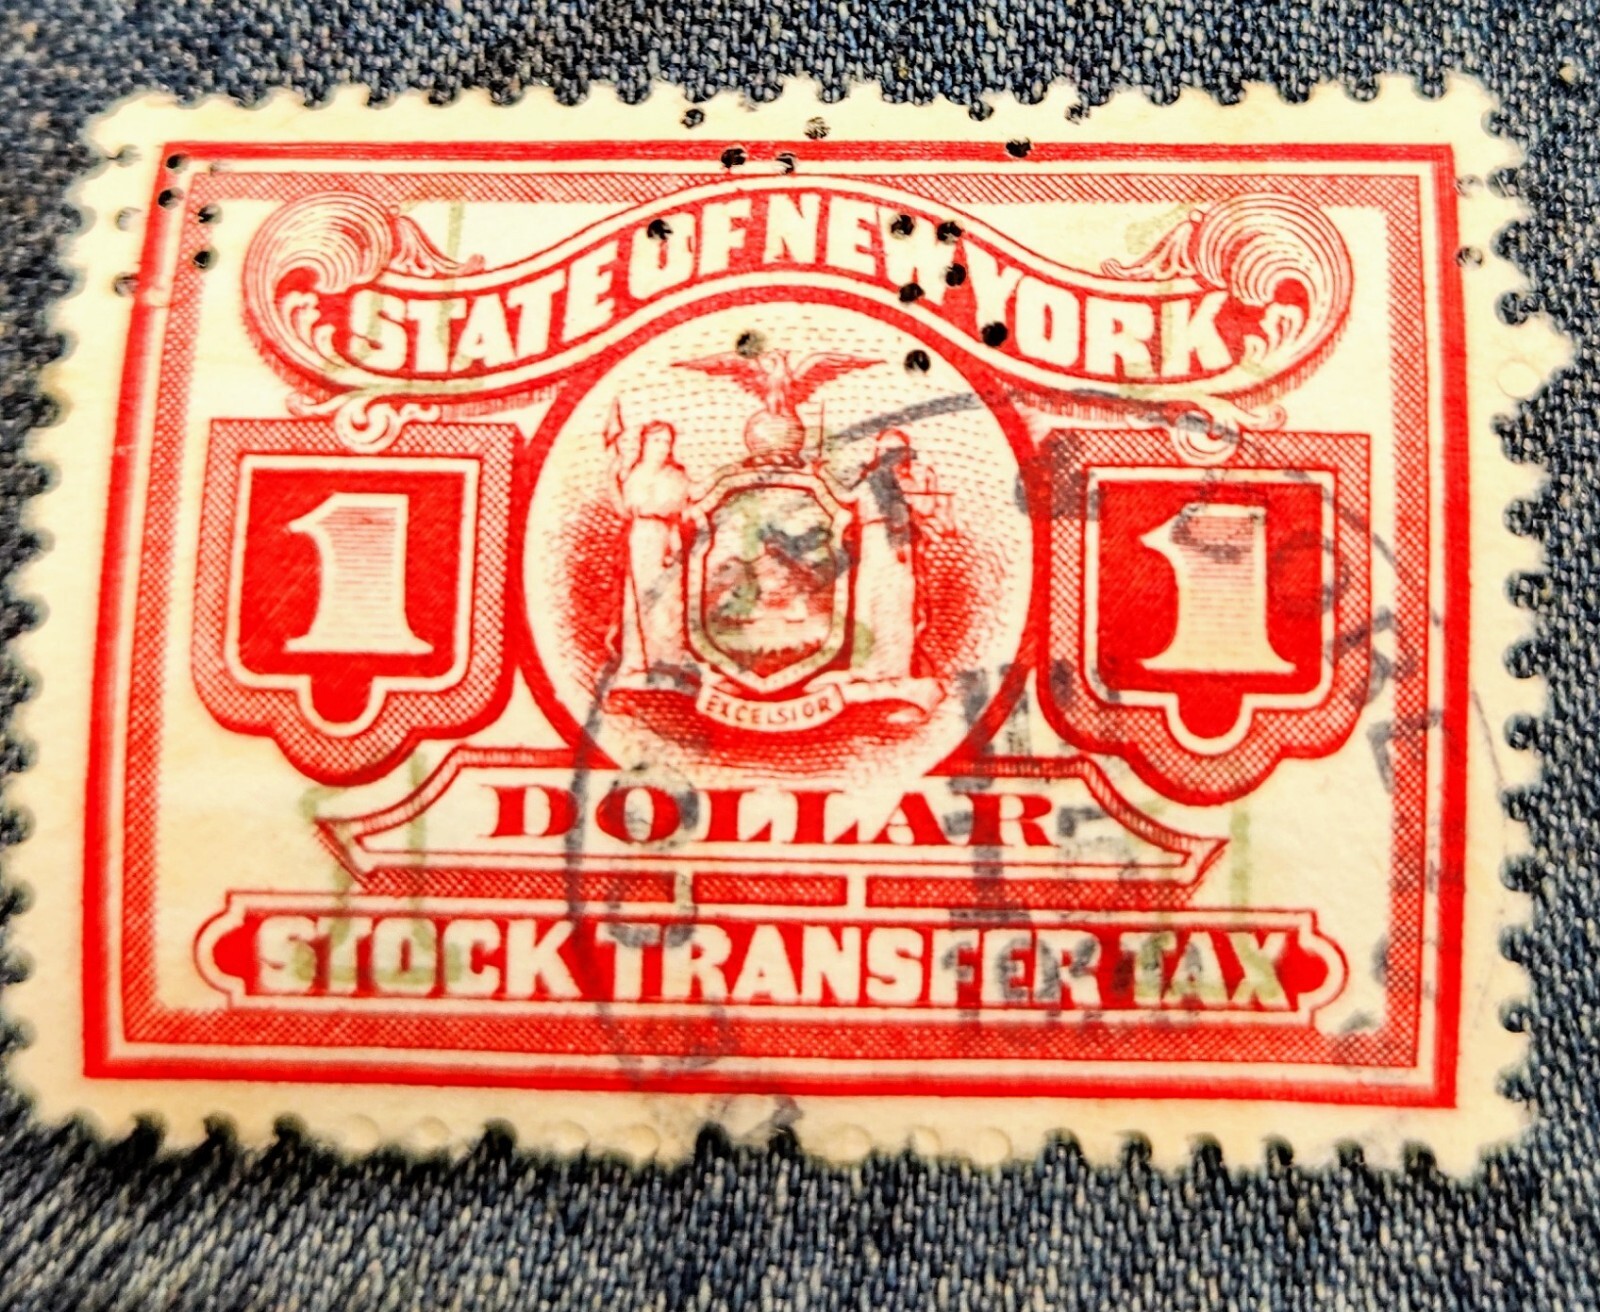 STATE OF NEW YORK
1 1
EXCELSIOR
DOLLAR
STOCK TRANSFER TAX